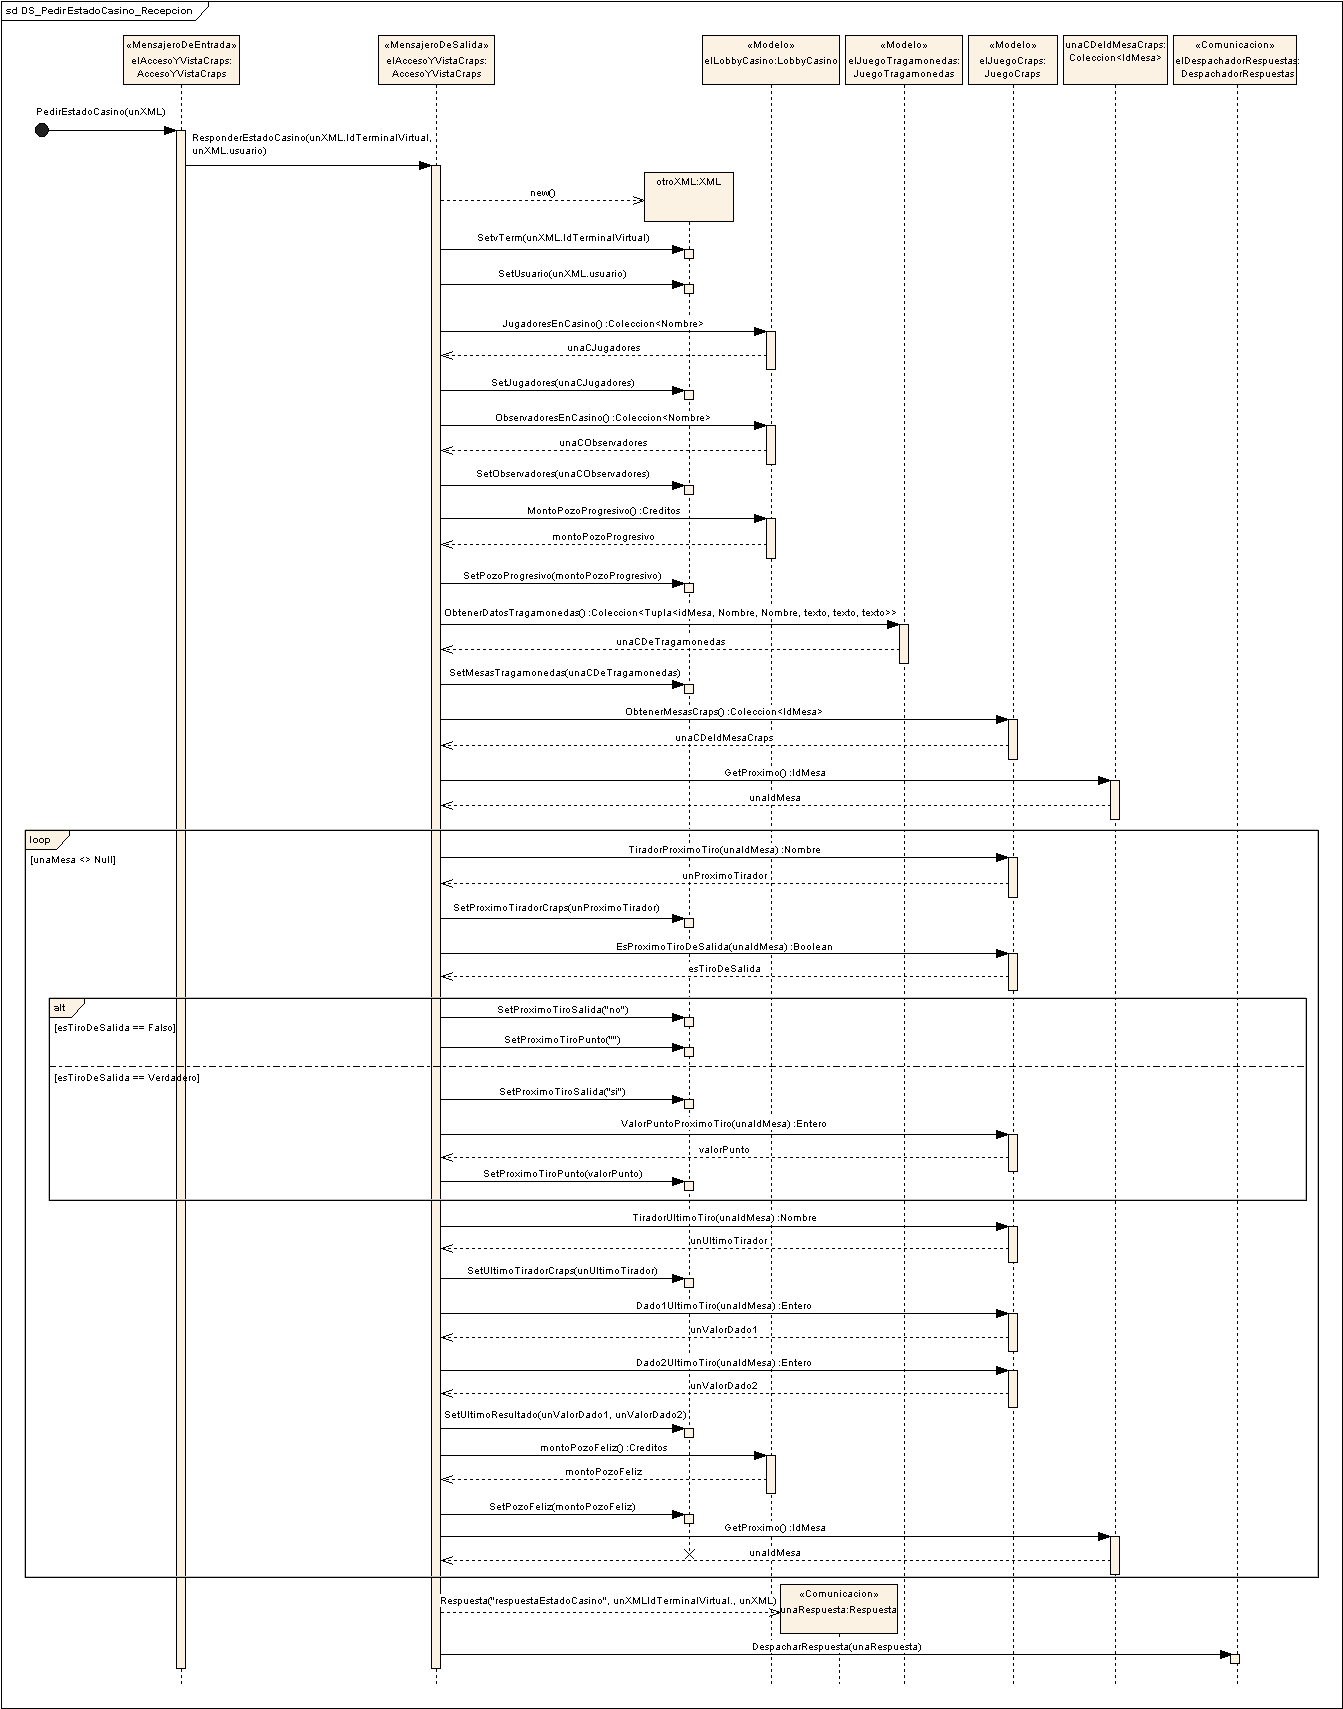 sd DS_PedirEstadoCasino_Recepcion
«MensajeroDeEntrada»
elAccesoYVistaCraps:
AccesoYVistaCraps
«MensajeroDeSalida»
elAccesoYVistaCraps:
AccesoYVistaCraps
«Modelo»
elLobbyCasino:LobbyCasino
«Modelo»
elJuegoTragamonedas:
JuegoTragamonedas
«Modelo»
elJuegoCraps:
JuegoCraps
unaCDeIdMesaCraps:
Coleccion<IdMesa>
«Comunicacion»
elDespachadorRespuestas:
DespachadorRespuestas
PedirEstadoCasino(unXML)
ResponderEstadoCasino(unXML.IdTerminalVirtual,
unXML.usuario)
otroXML:XML
new()
SetvTerm(unXML.IdTerminalVirtual)
SetUsuario(unXML.usuario)
JugadoresEnCasino() :Coleccion<Nombre>
unaCJugadores
SetJugadores(unaCJugadores)
ObservadoresEnCasino() :Coleccion<Nombre>
unaCObservadores
SetObservadores(unaCObservadores)
MontoPozoProgresivo() :Creditos
montoPozoProgresivo
SetPozoProgresivo(montoPozoProgresivo)
ObtenerDatosTragamonedas() :Coleccion<Tupla<idMesa, Nombre, Nombre, texto, texto, texto>>
unaCDeTragamonedas
SetMesasTragamonedas(unaCDeTragamonedas)
ObtenerMesasCraps() :Coleccion<IdMesa>
unaCDeIdMesaCraps
GetProximo() :IdMesa
unaIdMesa
loop
[unaMesa <> Null]
TiradorProximoTiro(unaIdMesa) :Nombre
unProximoTirador
SetProximoTiradorCraps(unProximoTirador)
EsProximoTiroDeSalida(unaIdMesa) :Boolean
esTiroDeSalida
alt
[esTiroDeSalida == Falso]
SetProximoTiroSalida("no")
SetProximoTiroPunto("")
[esTiroDeSalida == Verdadero]
SetProximoTiroSalida("si")
ValorPuntoProximoTiro(unaIdMesa) :Entero
valorPunto
SetProximoTiroPunto(valorPunto)
TiradorUltimoTiro(unaIdMesa) :Nombre
unUltimoTirador
SetUltimoTiradorCraps(unUltimoTirador)
Dado1UltimoTiro(unaIdMesa) :Entero
unValorDado1
Dado2UltimoTiro(unaIdMesa) :Entero
unValorDado2
SetUltimoResultado(unValorDado1, unValorDado2)
montoPozoFeliz() :Creditos
montoPozoFeliz
SetPozoFeliz(montoPozoFeliz)
GetProximo() :IdMesa
unaIdMesa
«Comunicacion»
unaRespuesta:Respuesta
Respuesta("respuestaEstadoCasino", unXMLIdTerminalVirtual., unXML)
DespacharRespuesta(unaRespuesta)